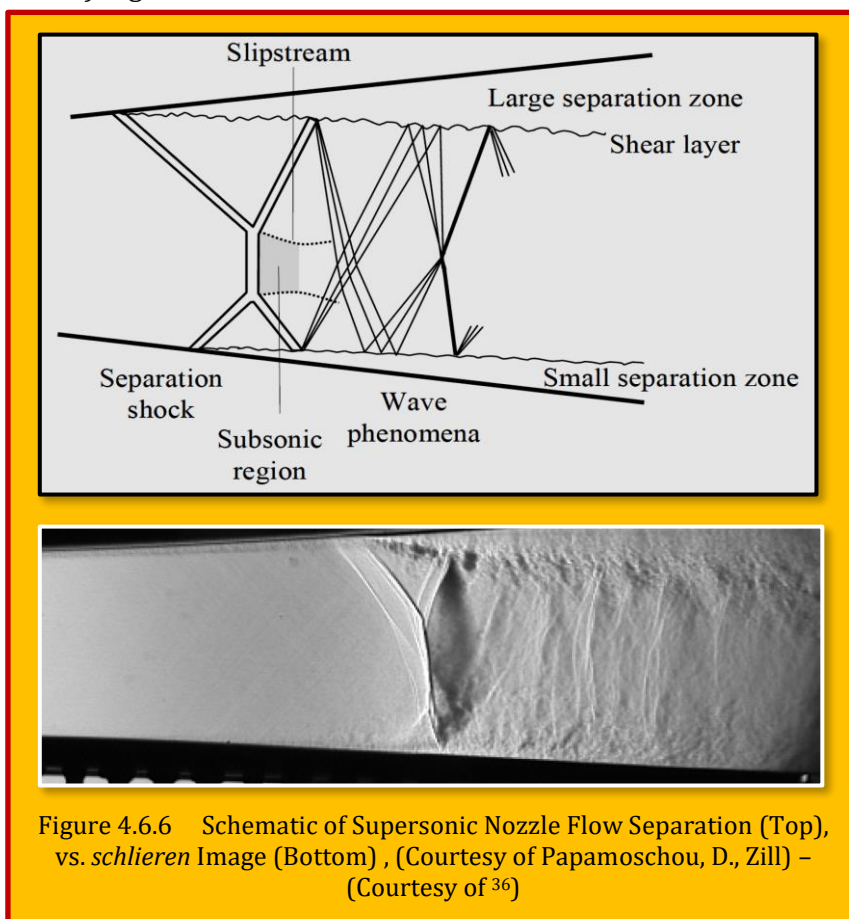 Slipstream
Large separation zone
Shear layer
Small separation zone
Separation
shock
Wave
phenomena
Subsonic
region
Figure 4.6.6 Schematic of Supersonic Nozzle Flow Separation (Top),
vs. schlieren Image (Bottom) , (Courtesy of Papamoschou, D., Zill) –
(Courtesy of 36)